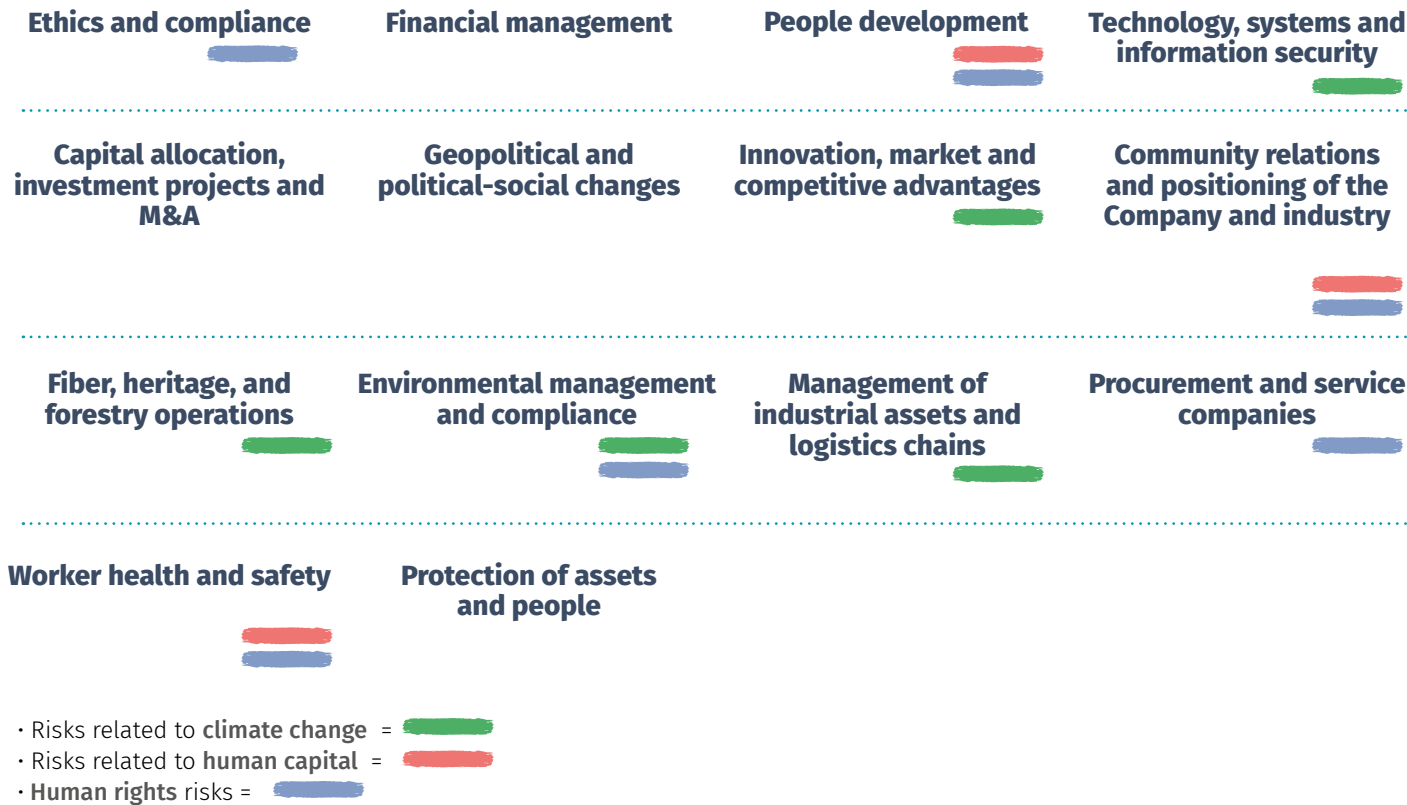 Ethics and compliance
Financial management
People development
Technology, systems and
information security
Capital allocation,
investment projects and
M&A
Geopolitical and
political-social changes
Innovation, market and
competitive advantages
Community relations
and positioning of the
Company and industry
Fiber, heritage, and
forestry operations
Environmental management
and compliance
Management of
industrial assets and
logistics chains
Procurement and service
companies
Worker health and safety
Protection of assets
and people
· Risks related to climate change =
· Risks related to human capital =
· Human rights risks =